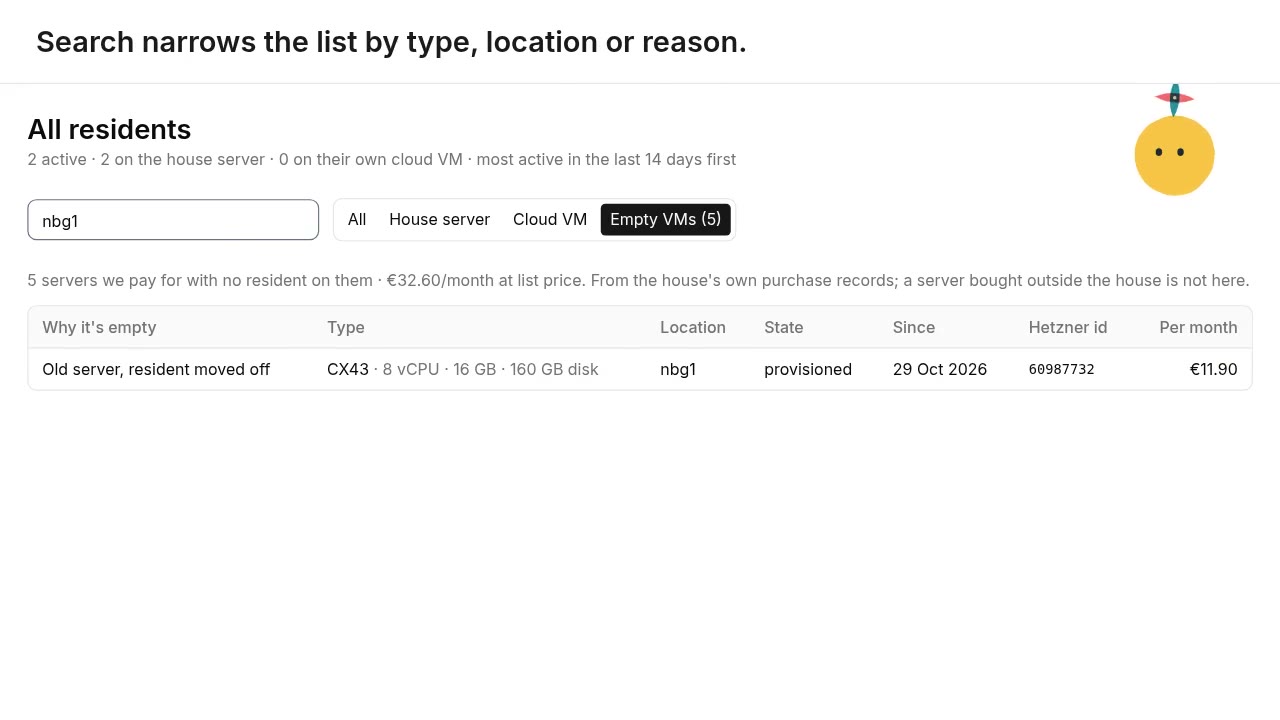 Search narrows the list by type, location or reason.
All residents
2 active · 2 on the house server · 0 on their own cloud VM · most active in the last 14 days first
nbg1
All House server Cloud VM Empty VMs (5)
5 servers we pay for with no resident on them · €32.60/month at list price. From the house's own purchase records; a server bought outside the house is not here.
Why it's empty Type Location State Since Hetzner id Per month
Old server, resident moved off CX43 · 8 vCPU · 16 GB · 160 GB disk nbg1 provisioned 29 Oct 2026 60987732 €11.90